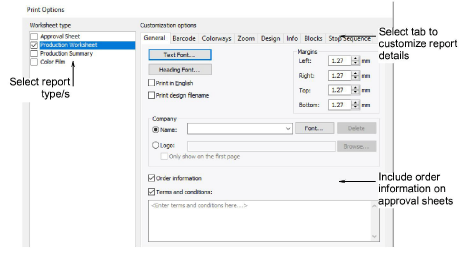 Print Options
Worksheet type
Approval Sheet
Production Worksheet
Production Summary
Color Film
Select report
type/s
Customization options
General Barcode Colorways Zoom Design Info Blocks Stop Sequence
Text Font...
Heading Font...
Print in English
Print design filename
Margins
Left: 1.27 mm
Right: 1.27 mm
Top: 1.27 mm
Bottom: 1.27 mm
Company
Name: Font... Delete
Logo: Browse...
Only show on the first page
Order information
Terms and conditions:
<Enter terms and conditions here...>
Select tab to
customize report
details
Include order
information on
approval sheets